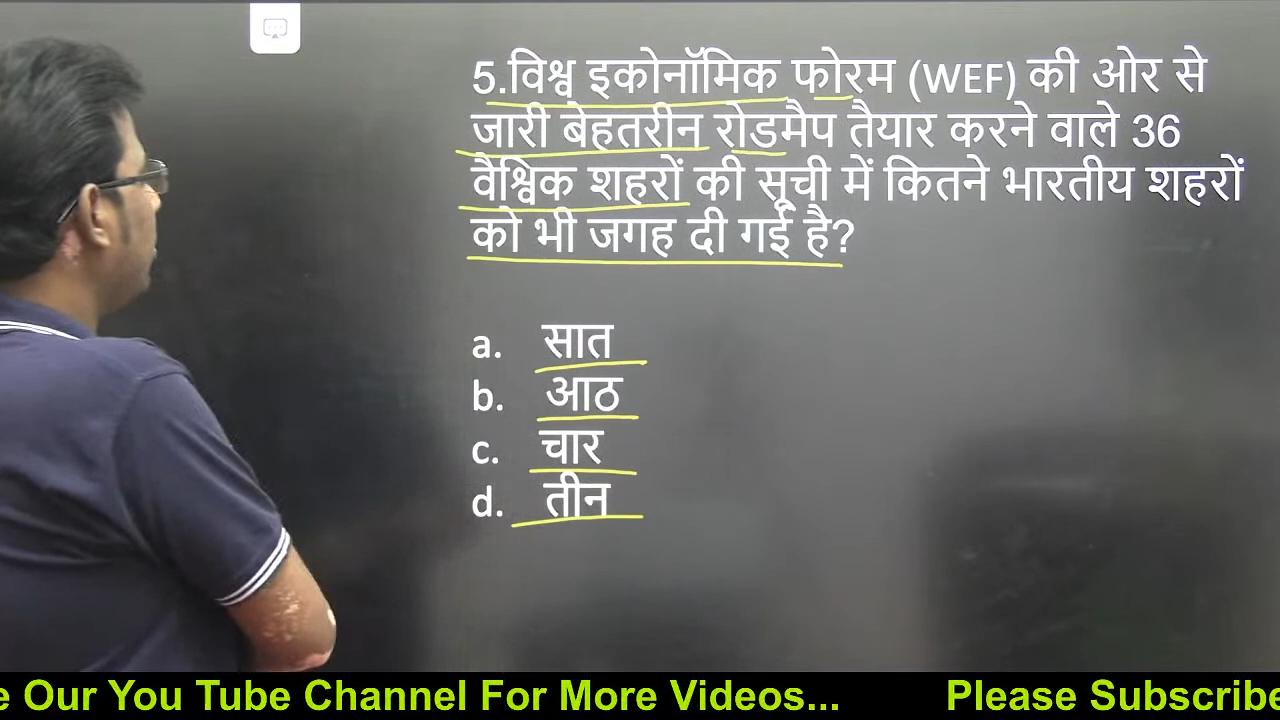 5.विश्व इकोनॉमिक फोरम (WEF) की ओर से
जारी बेहतरीन रोडमैप तैयार करने वाले 36
वैश्विक शहरों की सूची में कितने भारतीय शहरों
को भी जगह दी गई है?
a. सात
b. आठ
c. चार
d. तीन
e Our You Tube Channel For More Videos... Please Subscribe